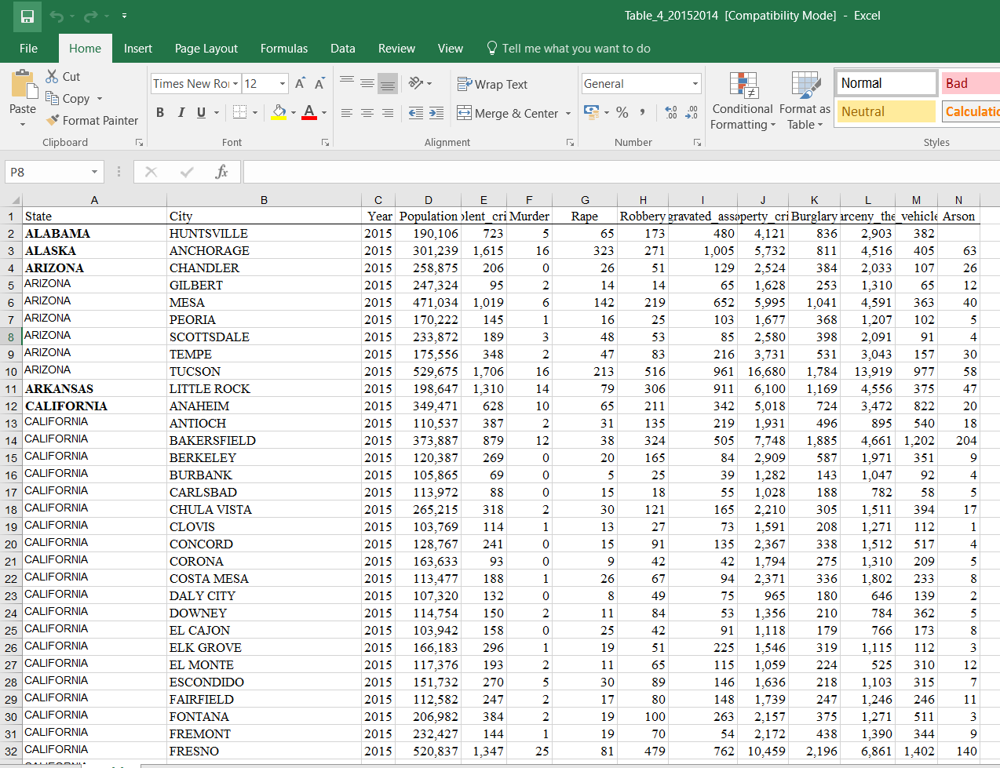 Table_4_20152014 [Compatibility Mode] - Excel
File Home Insert Page Layout Formulas Data Review View Tell me what you want to do
Paste Cut Copy Format Painter
Clipboard
Times New Ro 12
B I U A
Font
Wrap Text
Merge & Center
Alignment
General
% ,
Number
Conditional Formatting
Format as Table
Normal Bad
Neutral Calculatio
Styles
P8 fx
A B C D E F G H I J K L M N
1 State City Year Population olent_cri Murder Rape Robbery gravated_assa operty_cri Burglary arceny_the _vehicle Arson
2 ALABAMA HUNTSVILLE 2015 190,106 723 5 65 173 480 4,121 836 2,903 382
3 ALASKA ANCHORAGE 2015 301,239 1,615 16 323 271 1,005 5,732 811 4,516 405 63
4 ARIZONA CHANDLER 2015 258,875 206 0 26 51 129 2,524 384 2,033 107 26
5 ARIZONA GILBERT 2015 247,324 95 2 14 14 65 1,628 253 1,310 65 12
6 ARIZONA MESA 2015 471,034 1,019 6 142 219 652 5,995 1,041 4,591 363 40
7 ARIZONA PEORIA 2015 170,222 145 1 16 25 103 1,677 368 1,207 102 5
8 ARIZONA SCOTTSDALE 2015 233,872 189 3 48 53 85 2,580 398 2,091 91 4
9 ARIZONA TEMPE 2015 175,556 348 2 47 83 216 3,731 531 3,043 157 30
10 ARIZONA TUCSON 2015 529,675 1,706 16 213 516 961 16,680 1,784 13,919 977 58
11 ARKANSAS LITTLE ROCK 2015 198,647 1,310 14 79 306 911 6,100 1,169 4,556 375 47
12 CALIFORNIA ANAHEIM 2015 349,471 628 10 65 211 342 5,018 724 3,472 822 20
13 CALIFORNIA ANTIOCH 2015 110,537 387 2 31 135 219 1,931 496 895 540 18
14 CALIFORNIA BAKERSFIELD 2015 373,887 879 12 38 324 505 7,748 1,885 4,661 1,202 204
15 CALIFORNIA BERKELEY 2015 120,387 269 0 20 165 84 2,909 587 1,971 351 9
16 CALIFORNIA BURBANK 2015 105,865 69 0 5 25 39 1,282 143 1,047 92 4
17 CALIFORNIA CARLSBAD 2015 113,972 88 0 15 18 55 1,028 188 782 58 5
18 CALIFORNIA CHULA VISTA 2015 265,215 318 2 30 121 165 2,210 305 1,511 394 17
19 CALIFORNIA CLOVIS 2015 103,769 114 1 13 27 73 1,591 208 1,271 112 1
20 CALIFORNIA CONCORD 2015 128,767 241 0 15 91 135 2,367 338 1,512 517 4
21 CALIFORNIA CORONA 2015 163,633 93 0 9 42 42 1,794 275 1,310 209 5
22 CALIFORNIA COSTA MESA 2015 113,477 188 1 26 67 94 2,371 336 1,802 233 8
23 CALIFORNIA DALY CITY 2015 107,320 132 0 8 49 75 965 180 646 139 2
24 CALIFORNIA DOWNEY 2015 114,754 150 2 11 84 53 1,356 210 784 362 5
25 CALIFORNIA EL CAJON 2015 103,942 158 0 25 42 91 1,118 179 766 173 8
26 CALIFORNIA ELK GROVE 2015 166,183 296 1 19 51 225 1,546 319 1,115 112 3
27 CALIFORNIA EL MONTE 2015 117,376 193 2 11 65 115 1,059 224 525 310 12
28 CALIFORNIA ESCONDIDO 2015 151,732 270 5 30 89 146 1,636 218 1,103 315 7
29 CALIFORNIA FAIRFIELD 2015 112,582 247 2 17 80 148 1,739 247 1,246 246 11
30 CALIFORNIA FONTANA 2015 206,982 384 2 19 100 263 2,157 375 1,271 511 3
31 CALIFORNIA FREMONT 2015 232,427 144 1 19 70 54 2,172 438 1,390 344 9
32 CALIFORNIA FRESNO 2015 520,837 1,347 25 81 479 762 10,459 2,196 6,861 1,402 140